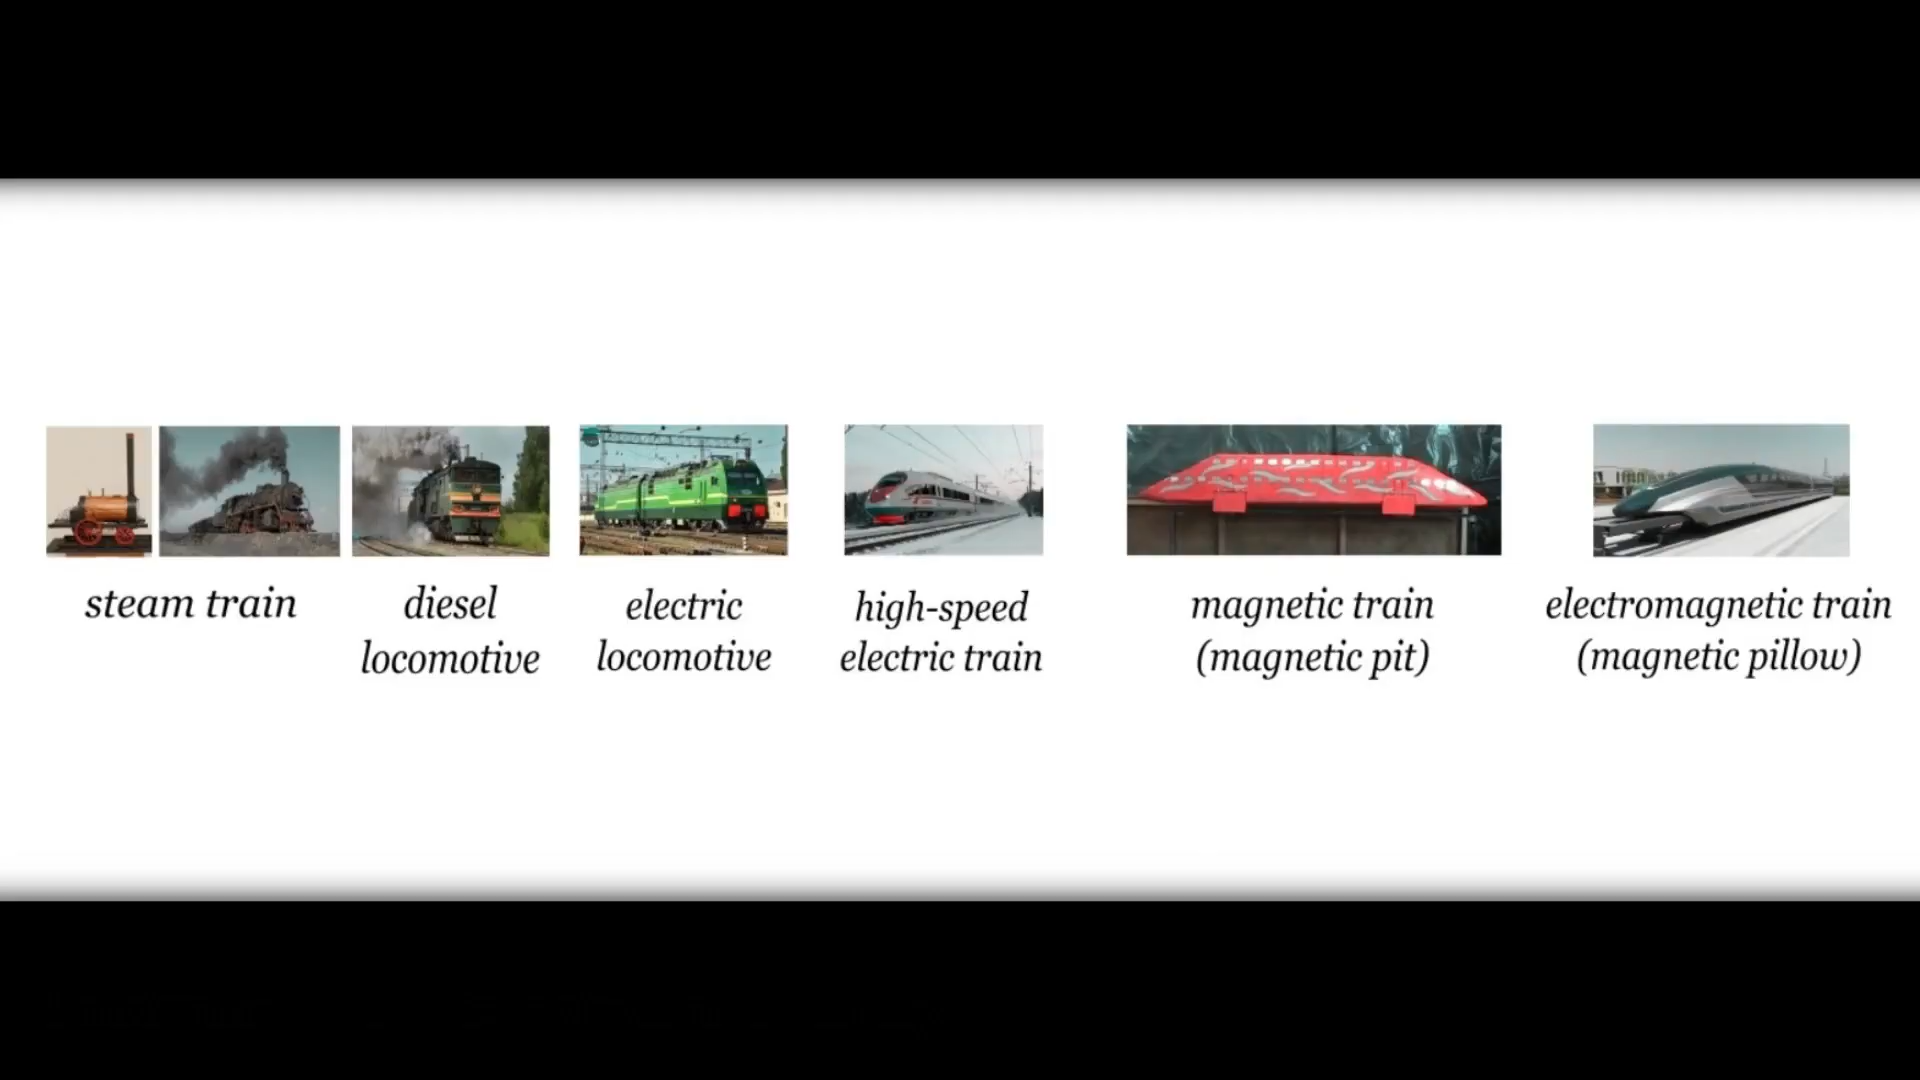 steam train
diesel
locomotive
electric
locomotive
high-speed
electric train
magnetic train
(magnetic pit)
electromagnetic train
(magnetic pillow)